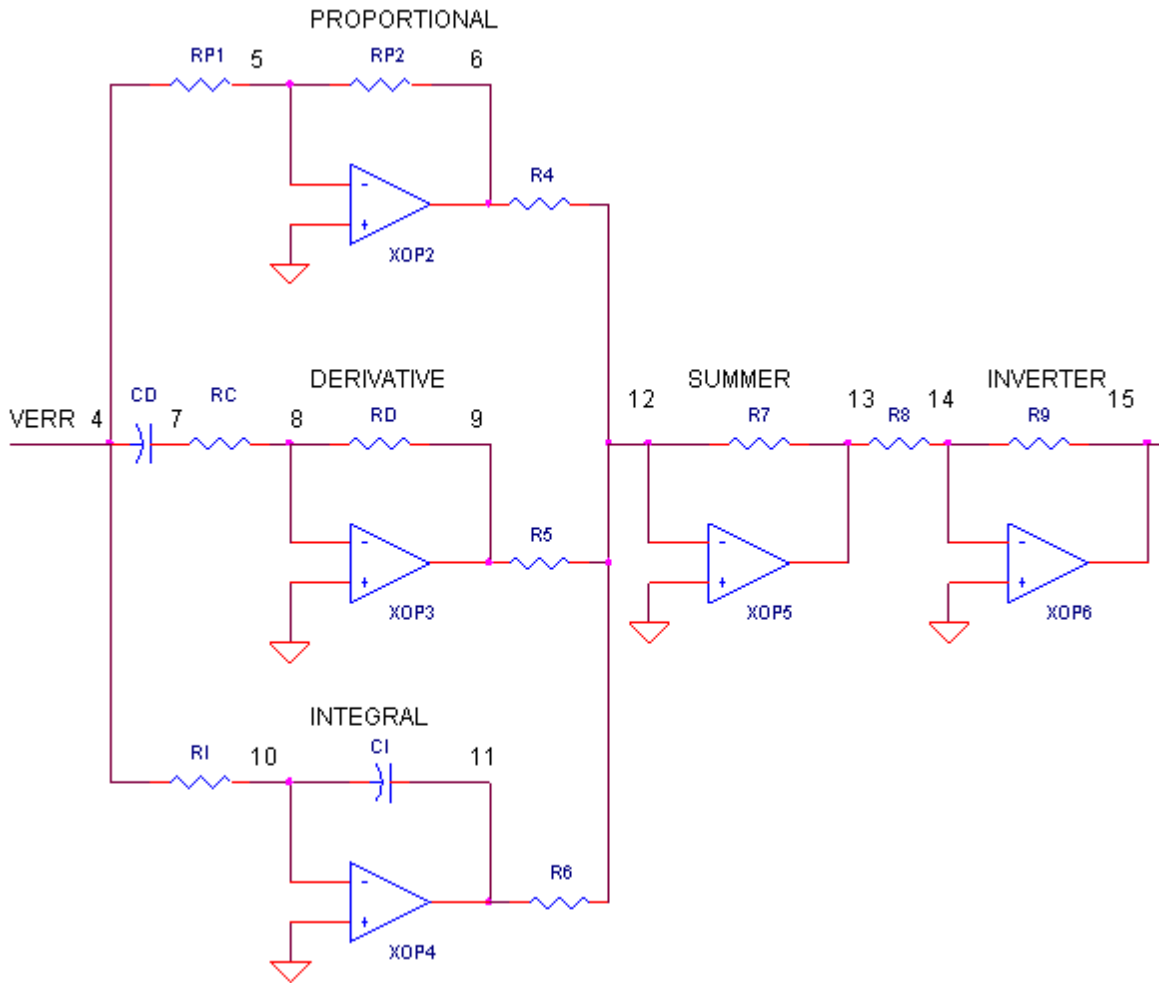 PROPORTIONAL
RP1 5 RP2 6
R4
-
+
XOP2
DERIVATIVE SUMMER INVERTER
CD RC RD 12 R7 13 R8 14 R9 15
VERR 4 7 8 9
R5
- - -
+ + +
XOP3 XOP5 XOP6
INTEGRAL
RI 10 CI 11
R6
-
+
XOP4